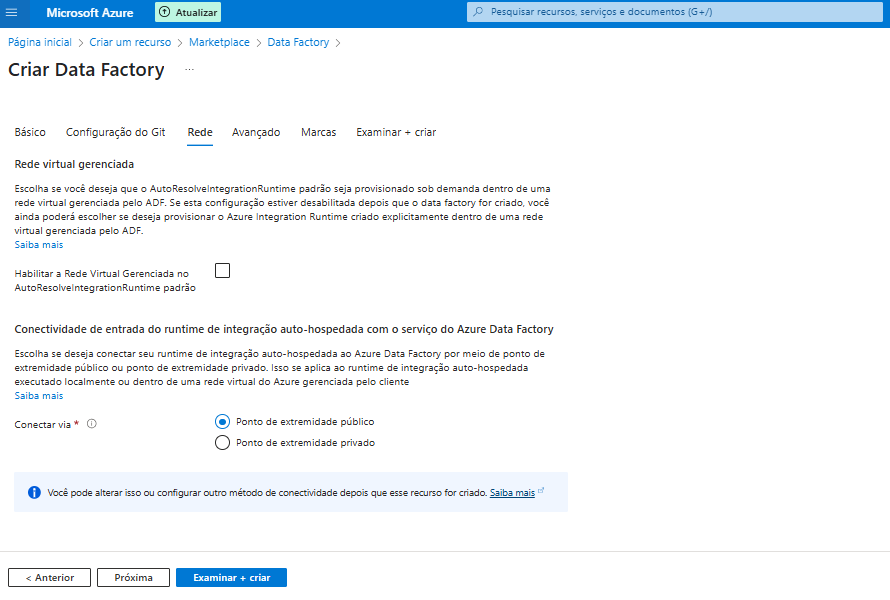 Microsoft Azure
Atualizar
Pesquisar recursos, serviços e documentos (G+/)
Página inicial > Criar um recurso > Marketplace > Data Factory >
Criar Data Factory ...
Básico Configuração do Git Rede Avançado Marcas Examinar + criar
Rede virtual gerenciada
Escolha se você deseja que o AutoResolveIntegrationRuntime padrão seja provisionado sob demanda dentro de uma
rede virtual gerenciada pelo ADF. Se esta configuração estiver desabilitada depois que o data factory for criado, você
ainda poderá escolher se deseja provisionar o Azure Integration Runtime criado explicitamente dentro de uma rede
virtual gerenciada pelo ADF.
Saiba mais
Habilitar a Rede Virtual Gerenciada no
AutoResolveIntegrationRuntime padrão
Conectividade de entrada do runtime de integração auto-hospedada com o serviço do Azure Data Factory
Escolha se deseja conectar seu runtime de integração auto-hospedada ao Azure Data Factory por meio de ponto de
extremidade público ou ponto de extremidade privado. Isso se aplica ao runtime de integração auto-hospedada
executado localmente ou dentro de uma rede virtual do Azure gerenciada pelo cliente
Saiba mais
Conectar via *
Ponto de extremidade público
Ponto de extremidade privado
Você pode alterar isso ou configurar outro método de conectividade depois que esse recurso for criado. Saiba mais
< Anterior
Próxima
Examinar + criar